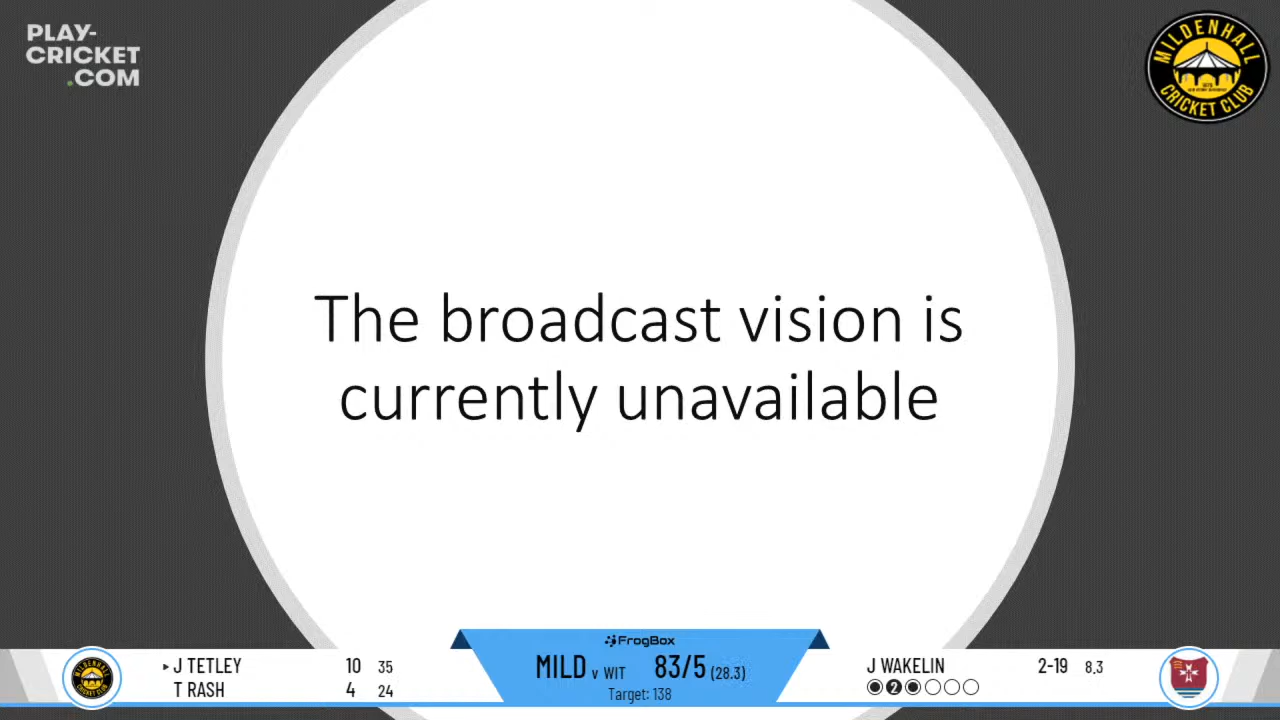 PLAY-
CRICKET
.COM
MILDENHALL
CRICKET CLUB
The broadcast vision is
currently unavailable
FrogBox
J TETLEY 10 35
T RASH 4 24
MILD v WIT 83/5 (28.3)
Target: 138
J WAKELIN 2-19 8.3
2